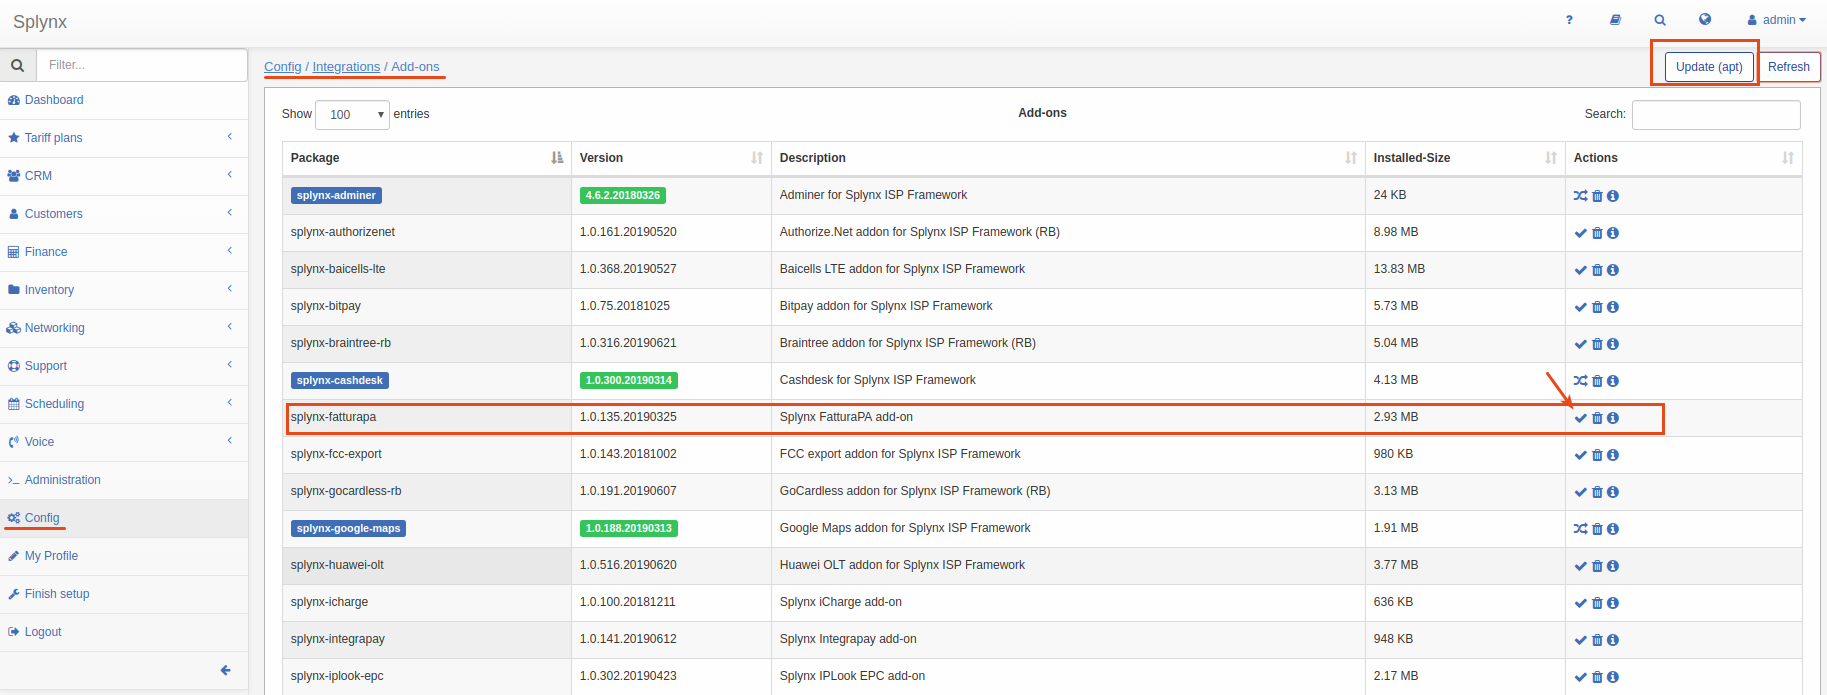 Splynx
? admin
Filter...
Dashboard
Tariff plans
CRM
Customers
Finance
Inventory
Networking
Support
Scheduling
Voice
Administration
Config
My Profile
Finish setup
Logout
Config / Integrations / Add-ons
Update (apt) Refresh
Show 100 entries Add-ons Search:
Package Version Description Installed-Size Actions
splynx-adminer 4.6.2.20180326 Adminer for Splynx ISP Framework 24 KB
splynx-authorizenet 1.0.161.20190520 Authorize.Net addon for Splynx ISP Framework (RB) 8.98 MB
splynx-baicells-lte 1.0.368.20190527 Baicells LTE addon for Splynx ISP Framework 13.83 MB
splynx-bitpay 1.0.75.20181025 Bitpay addon for Splynx ISP Framework 5.73 MB
splynx-braintree-rb 1.0.316.20190621 Braintree addon for Splynx ISP Framework (RB) 5.04 MB
splynx-cashdesk 1.0.300.20190314 Cashdesk for Splynx ISP Framework 4.13 MB
splynx-fatturapa 1.0.135.20190325 Splynx FatturaPA add-on 2.93 MB
splynx-fcc-export 1.0.143.20181002 FCC export addon for Splynx ISP Framework 980 KB
splynx-gocardless-rb 1.0.191.20190607 GoCardless addon for Splynx ISP Framework (RB) 3.13 MB
splynx-google-maps 1.0.188.20190313 Google Maps addon for Splynx ISP Framework 1.91 MB
splynx-huawei-olt 1.0.516.20190620 Huawei OLT addon for Splynx ISP Framework 3.77 MB
splynx-icharge 1.0.100.20181211 Splynx iCharge add-on 636 KB
splynx-integrapay 1.0.141.20190612 Splynx Integrapay add-on 948 KB
splynx-iplook-epc 1.0.302.20190423 Splynx IPLook EPC add-on 2.17 MB